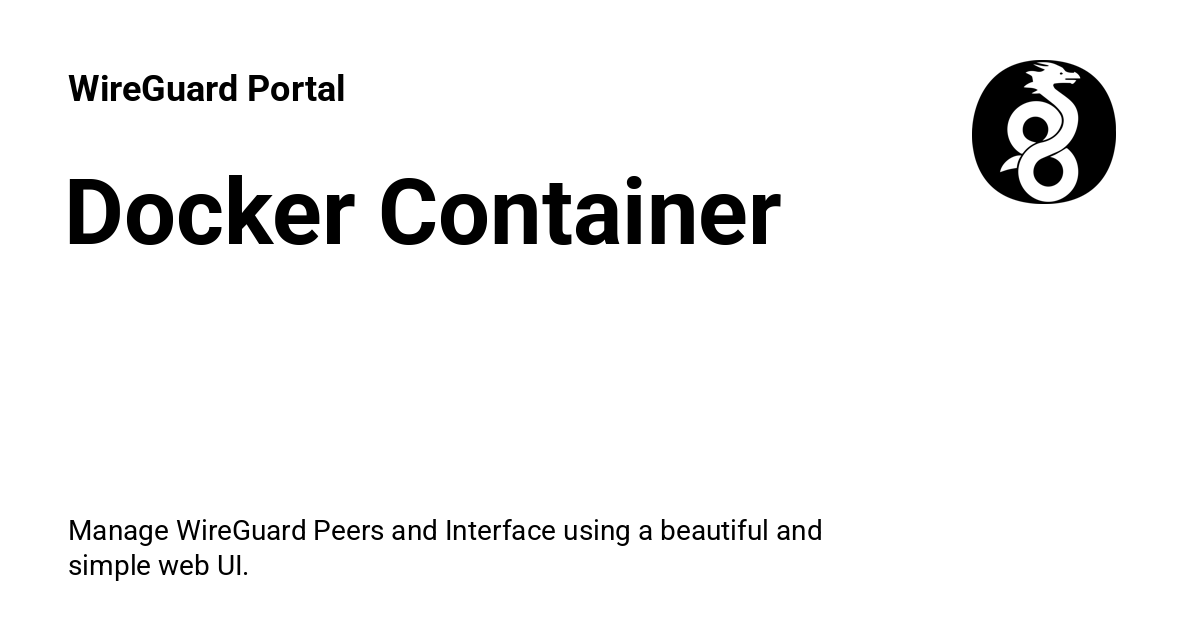 WireGuard Portal
Docker Container
Manage WireGuard Peers and Interface using a beautiful and
simple web UI.